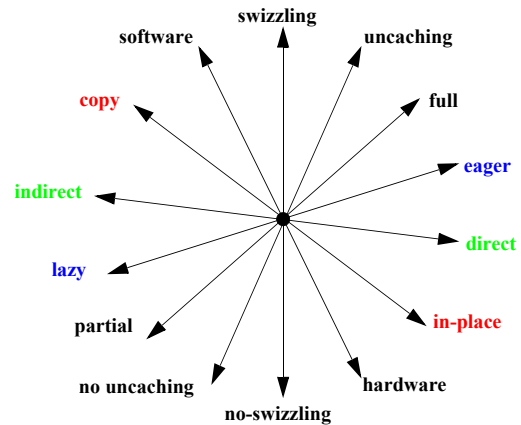 swizzling
software
uncaching
copy
full
eager
indirect
direct
lazy
partial
in-place
no uncaching
hardware
no-swizzling